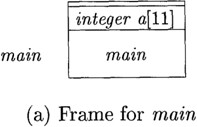 integer a[11]
main main
(a) Frame for main